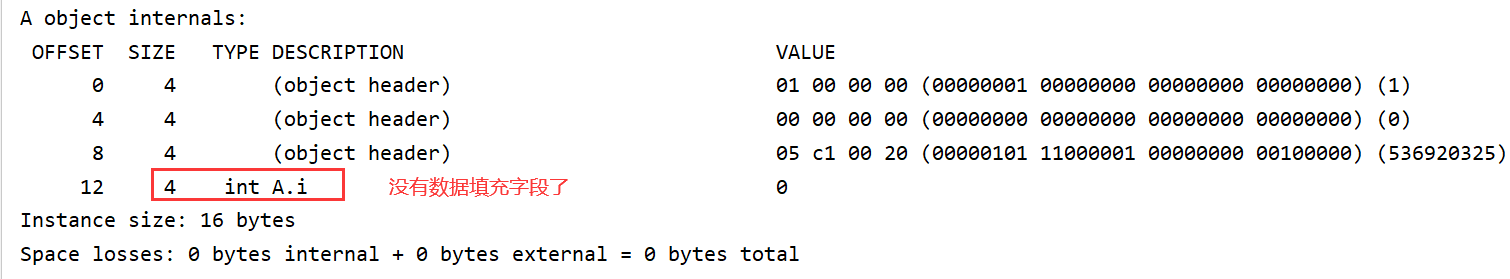 A object internals:
OFFSET SIZE TYPE DESCRIPTION VALUE
0 4 (object header) 01 00 00 00 (00000001 00000000 00000000 00000000) (1)
4 4 (object header) 00 00 00 00 (00000000 00000000 00000000 00000000) (0)
8 4 (object header) 05 c1 00 20 (00000101 11000001 00000000 00100000) (536920325)
12 4 int A.i 没有数据填充字段了 0
Instance size: 16 bytes
Space losses: 0 bytes internal + 0 bytes external = 0 bytes total